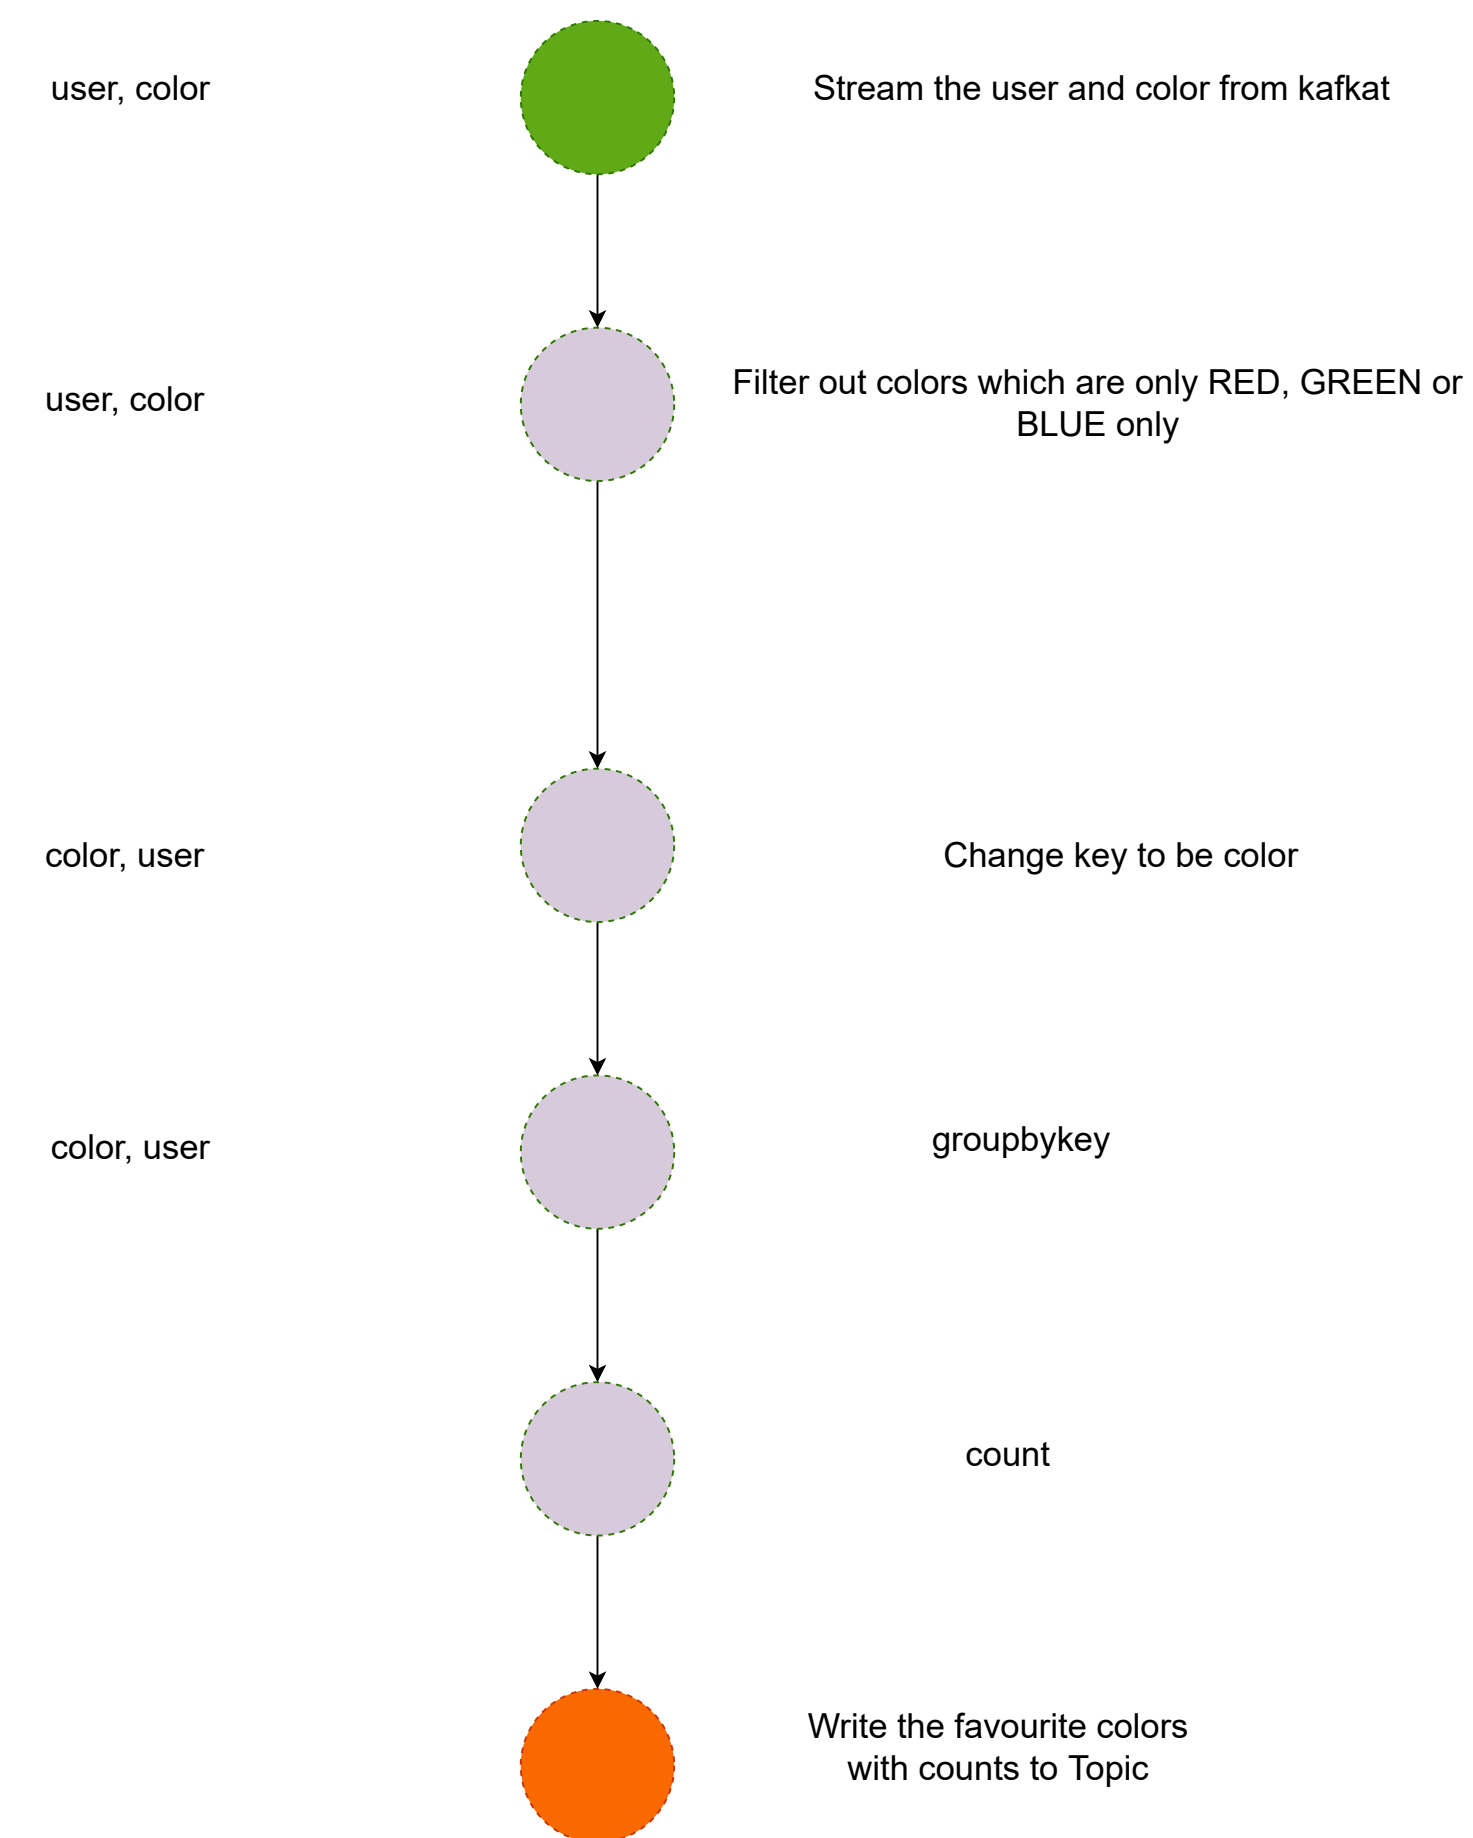 user, color
Stream the user and color from kafkat
user, color
Filter out colors which are only RED, GREEN or
BLUE only
color, user
Change key to be color
color, user
groupbykey
count
Write the favourite colors
with counts to Topic